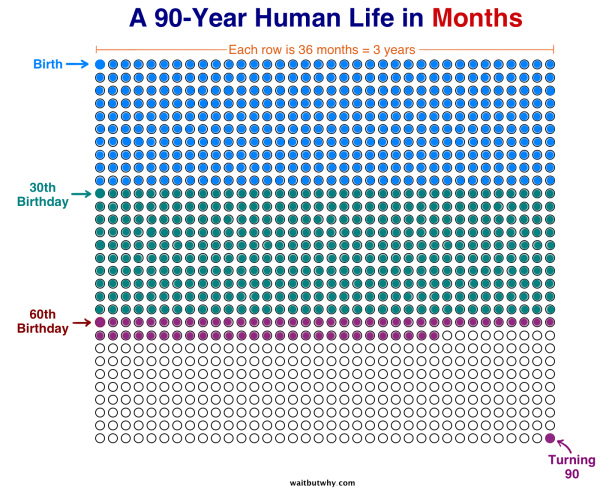 A 90-Year Human Life in Months
Each row is 36 months = 3 years
Birth
30th
Birthday
60th
Birthday
Turning
90
waitbutwhy.com